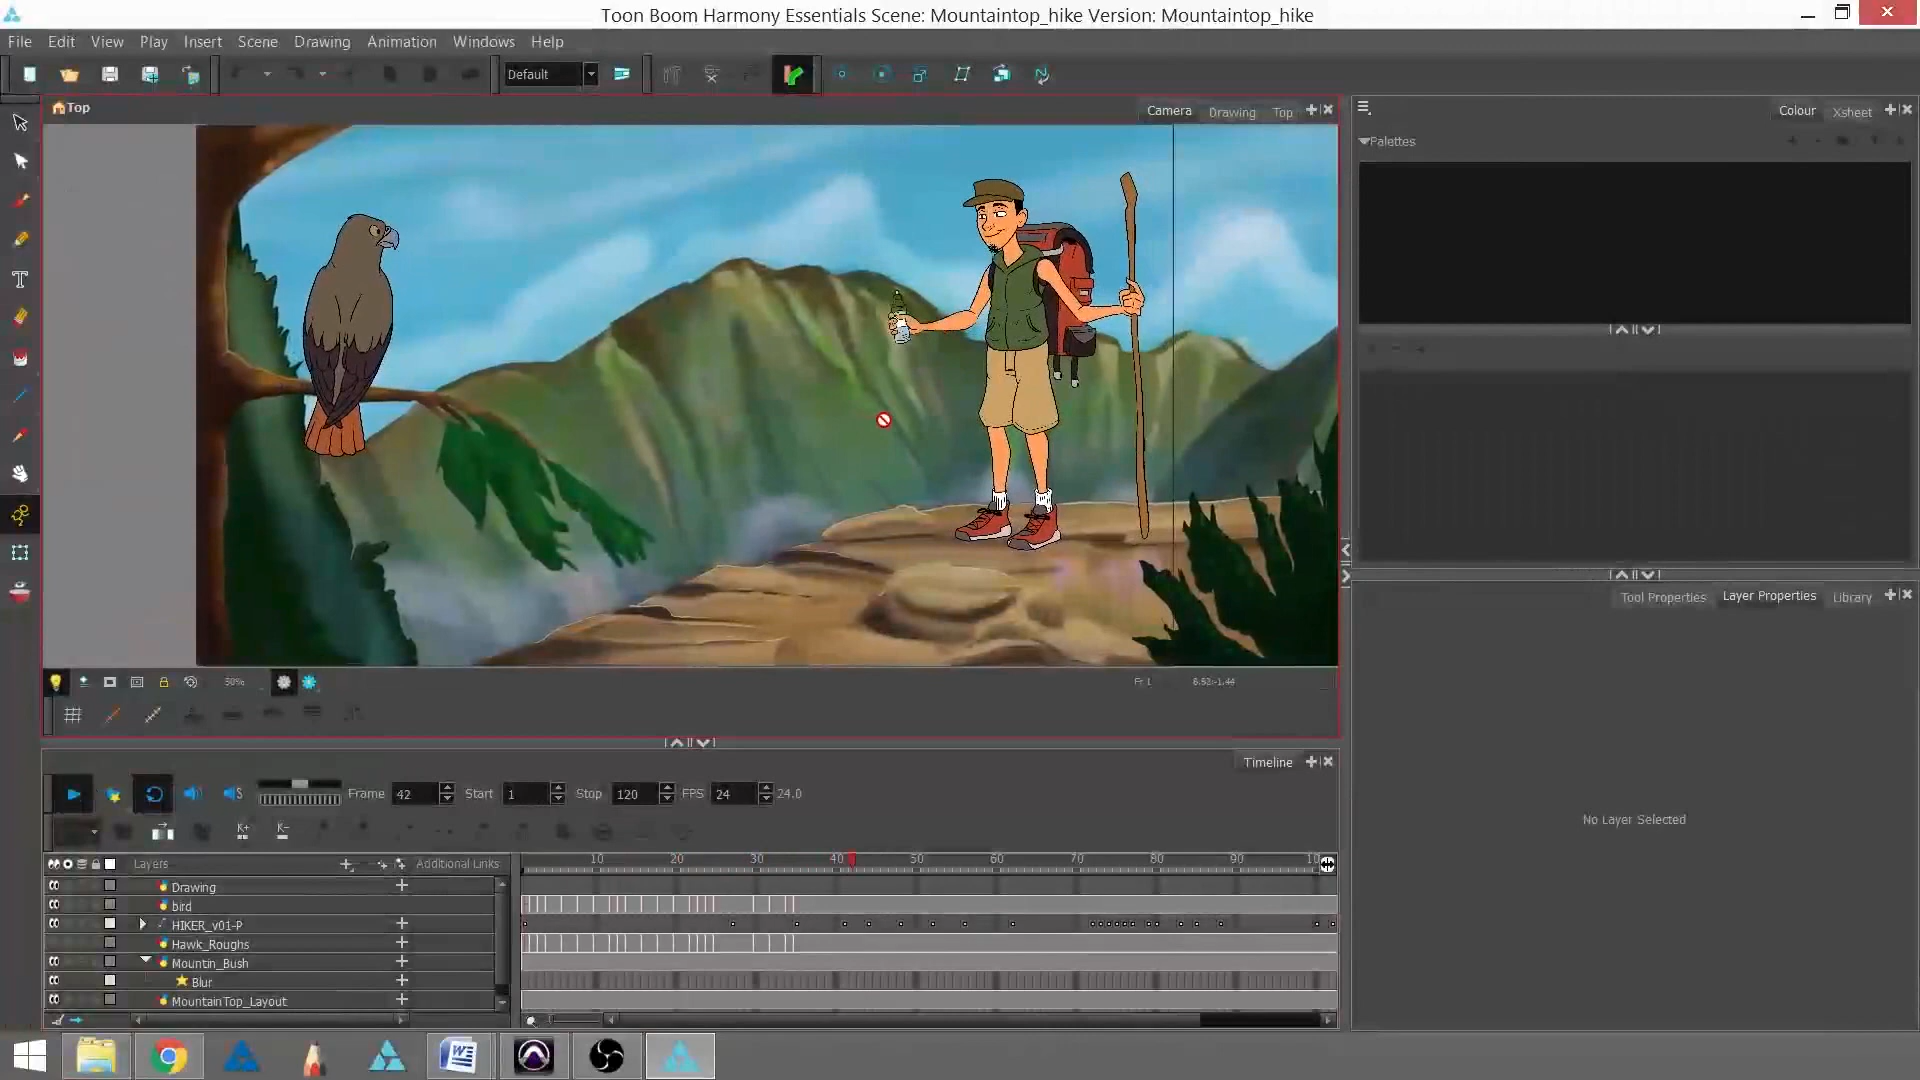 Toon Boom Harmony Essentials Scene: Mountaintop_hike Version: Mountaintop_hike
File Edit View Play Insert Scene Drawing Animation Windows Help
Default
Top Camera Drawing Top
Colour Xsheet
Palettes
Tool Properties Layer Properties Library
50% Fr 1
Timeline
Frame 42 Start 1 Stop 120 FPS 24 24.0
No Layer Selected
K+ K-
Layers Additional Links 10 20 30 40 50 60 70 80 90
Drawing
bird
HIKER_v01-P
Hawk_Roughs
Mountin_Bush
Blur
MountainTop_Layout